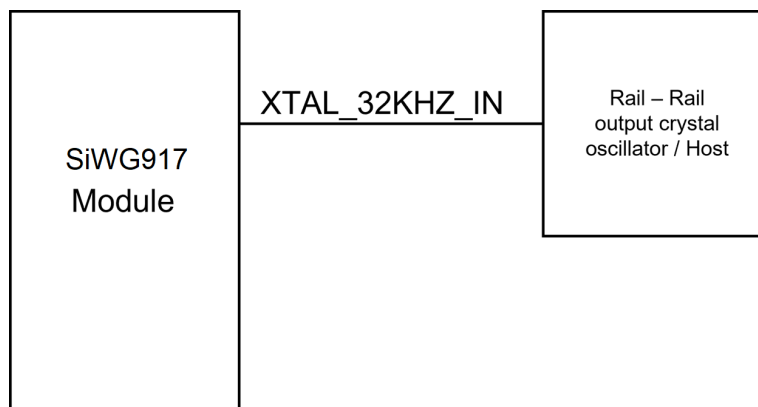 SiWG917
Module
XTAL_32KHZ_IN
Rail – Rail
output crystal
oscillator / Host